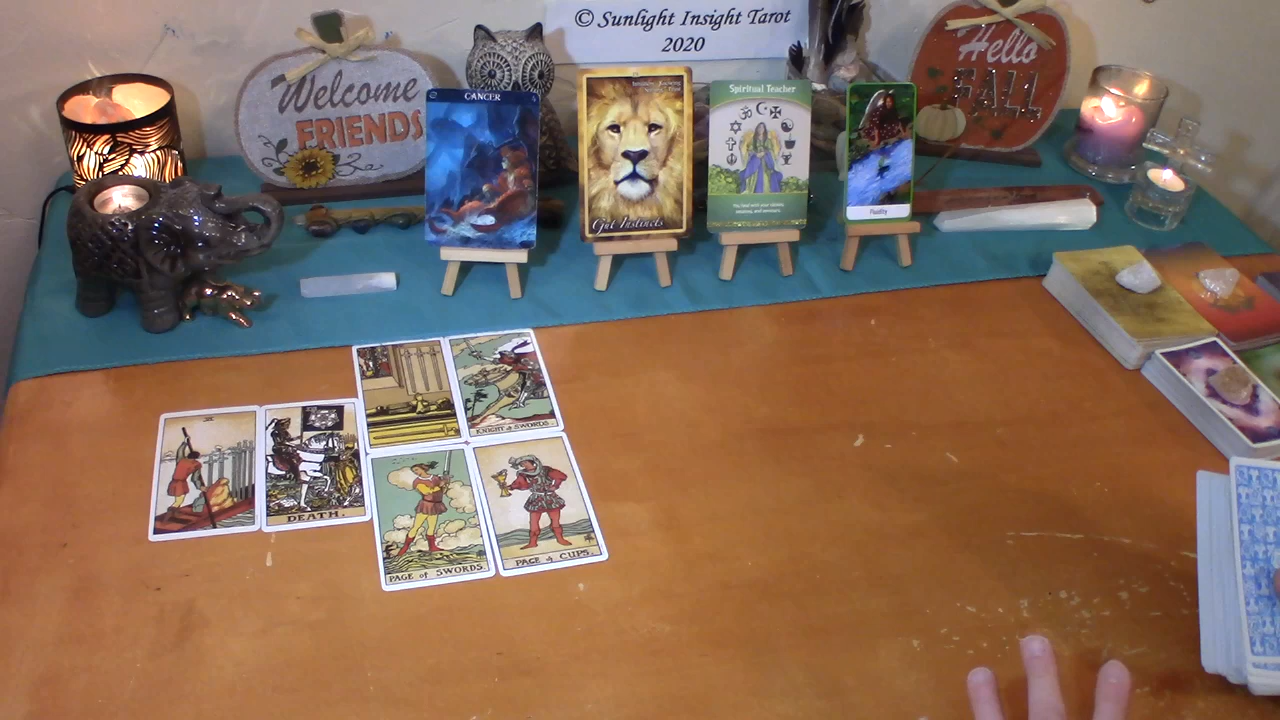 © Sunlight Insight Tarot
2020
Welcome
FRIENDS
Hello
FALL
CANCER
Gut Instincts
Spiritual Teacher
Fluidity
KNIGHT of SWORDS.
DEATH.
PAGE of SWORDS.
PAGE of CUPS.